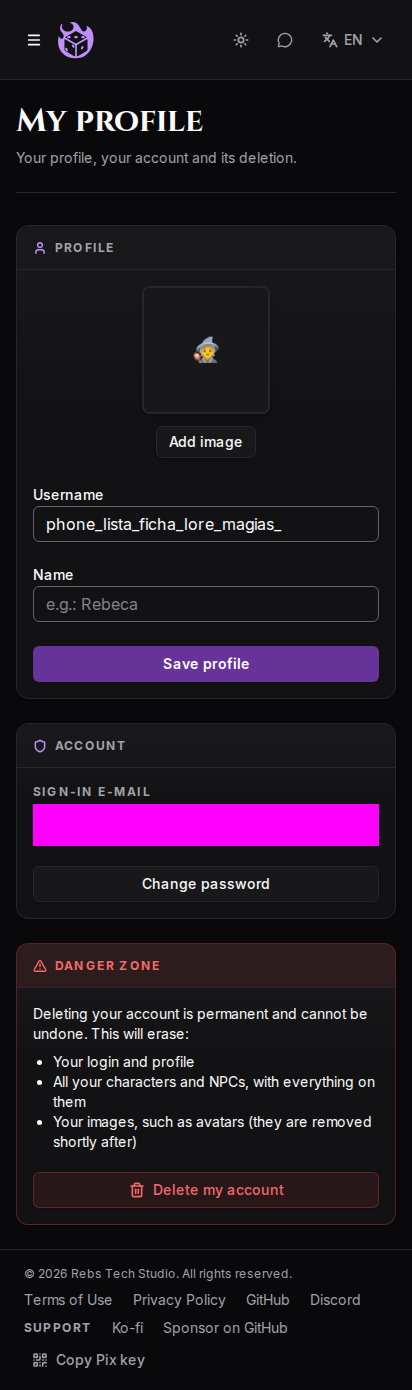 EN
My profile
Your profile, your account and its deletion.
PROFILE
Add image
Username
phone_lista_ficha_lore_magias_
Name
e.g.: Rebeca
Save profile
ACCOUNT
SIGN-IN E-MAIL
Change password
DANGER ZONE
Deleting your account is permanent and cannot be
undone. This will erase:
• Your login and profile
• All your characters and NPCs, with everything on
them
• Your images, such as avatars (they are removed
shortly after)
Delete my account
© 2026 Rebs Tech Studio. All rights reserved.
Terms of Use Privacy Policy GitHub Discord
SUPPORT Ko-fi Sponsor on GitHub
Copy Pix key